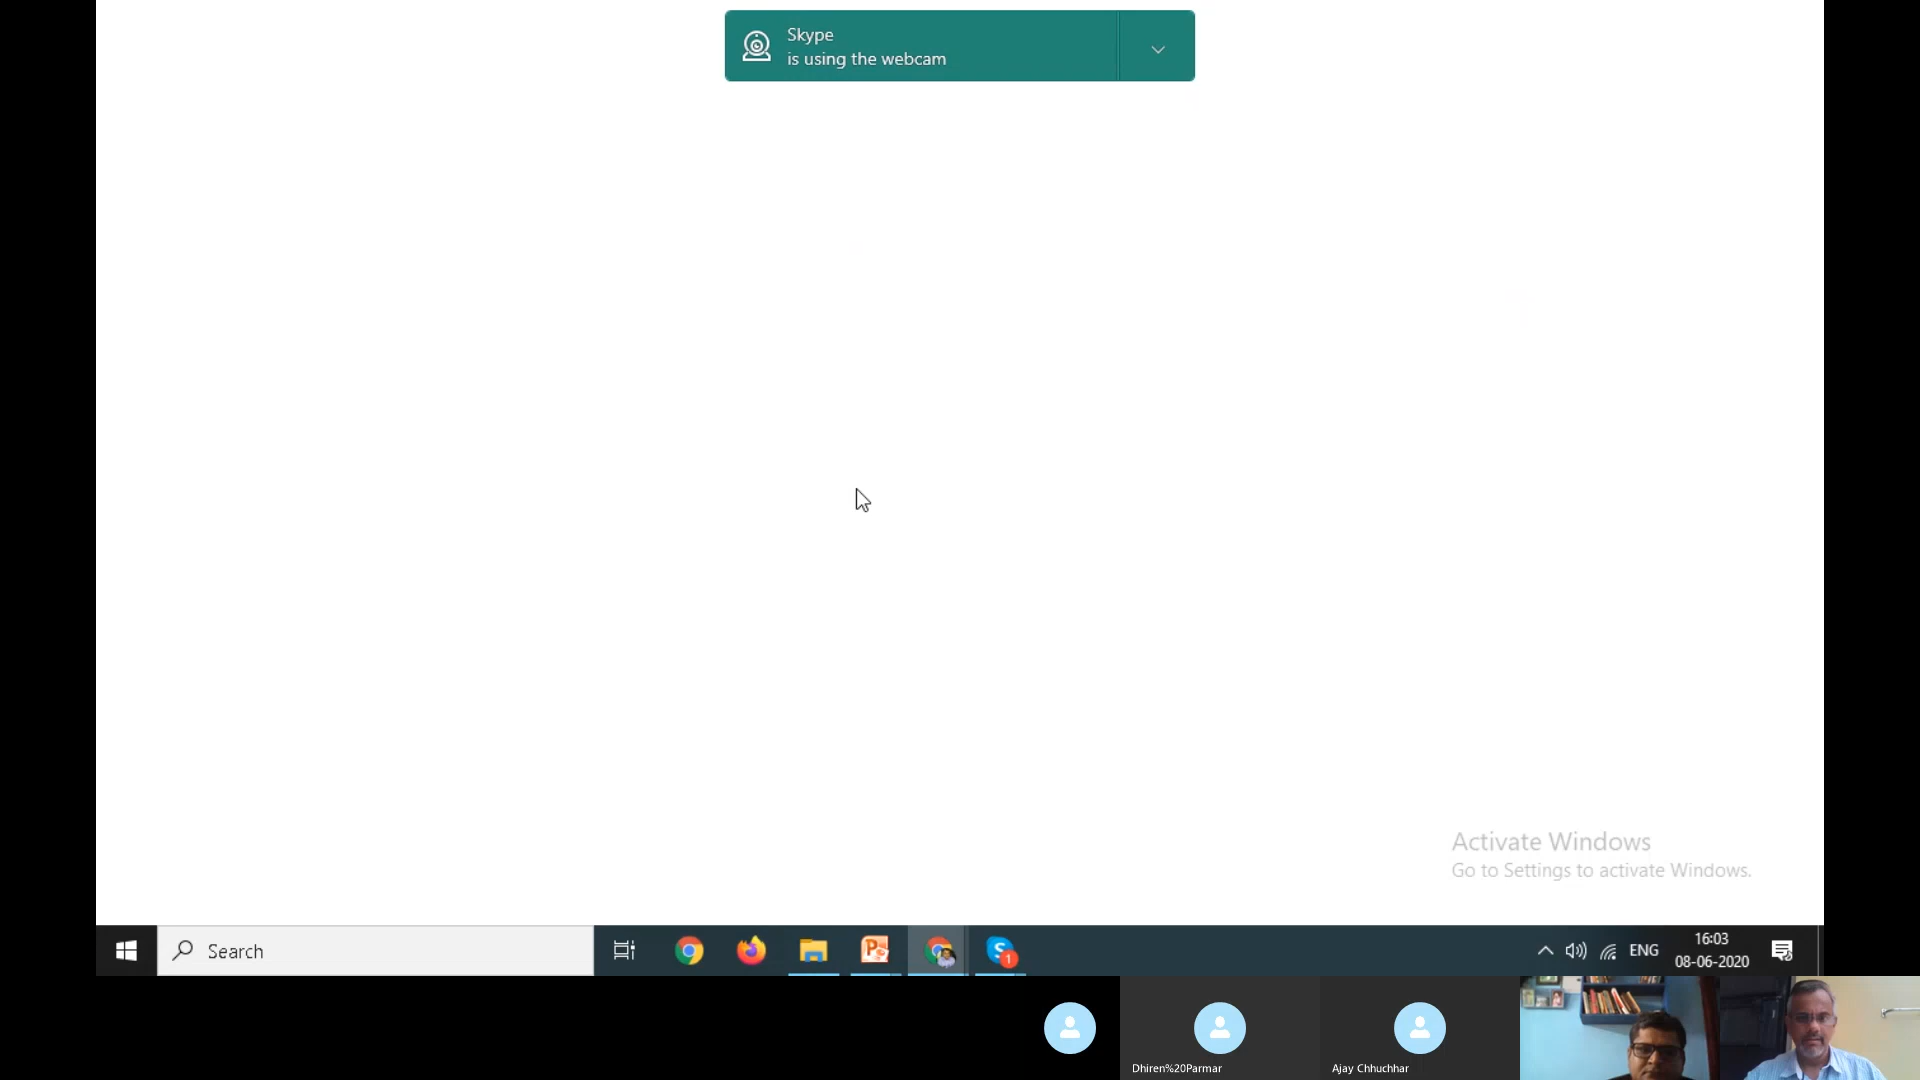 Skype
is using the webcam
Activate Windows
Go to Settings to activate Windows.
Search
1
ENG
16:03
08-06-2020
Dhiren%20Parmar
Ajay Chhuchhar